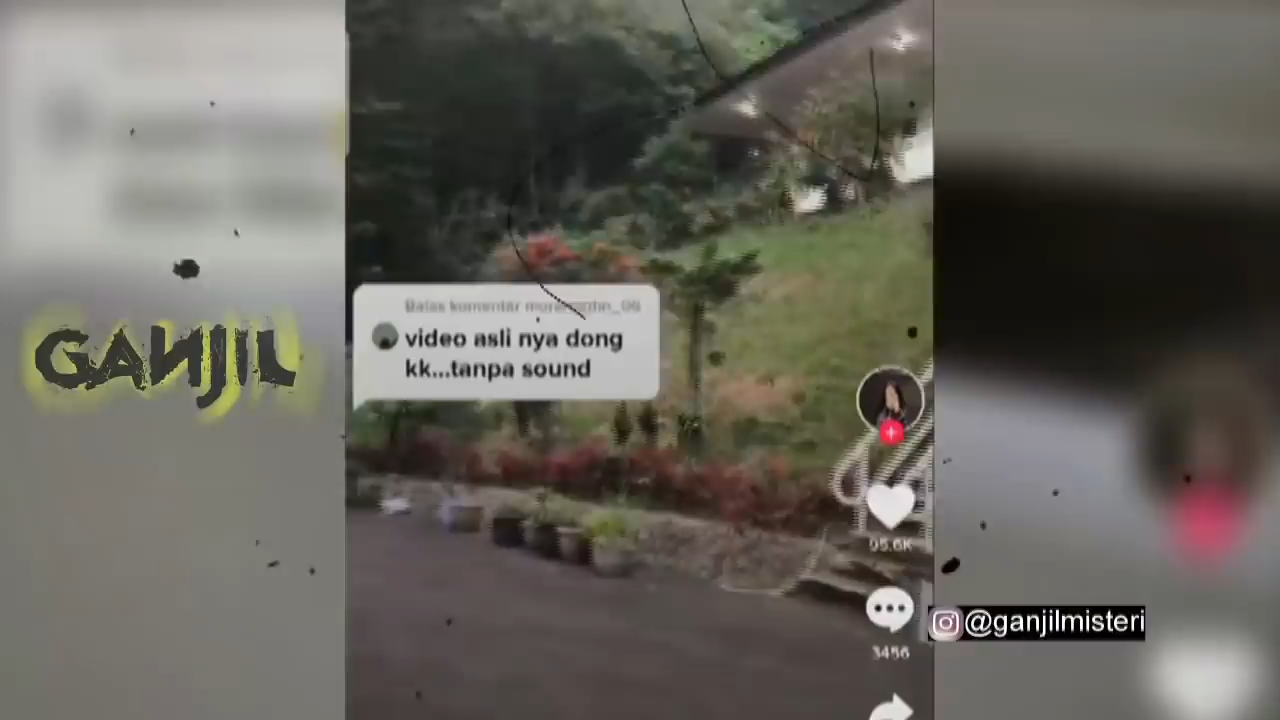 GANJIL
Balas komentar
video asli nya dong
kk...tanpa sound
95.6K
3456
@ganjilmisteri